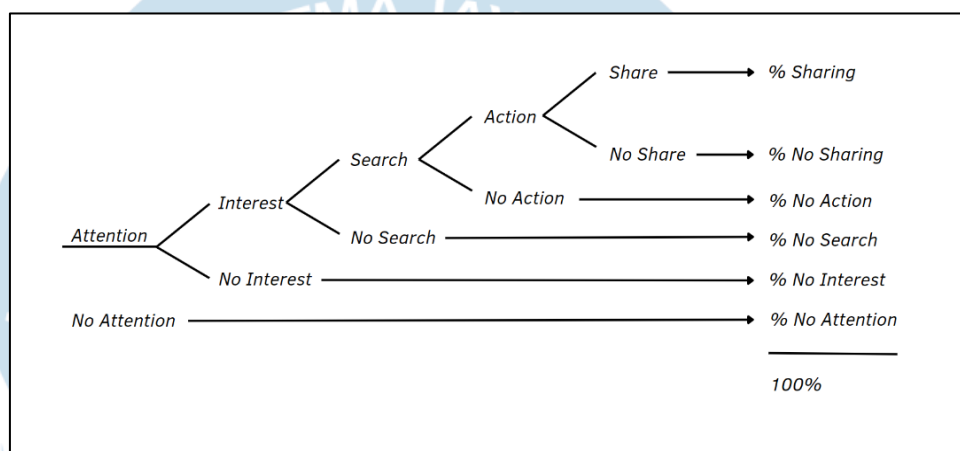 Share % Sharing
Action
No Share % No Sharing
Search
No Action % No Action
Interest
No Search % No Search
Attention
No Interest % No Interest
No Attention % No Attention
100%